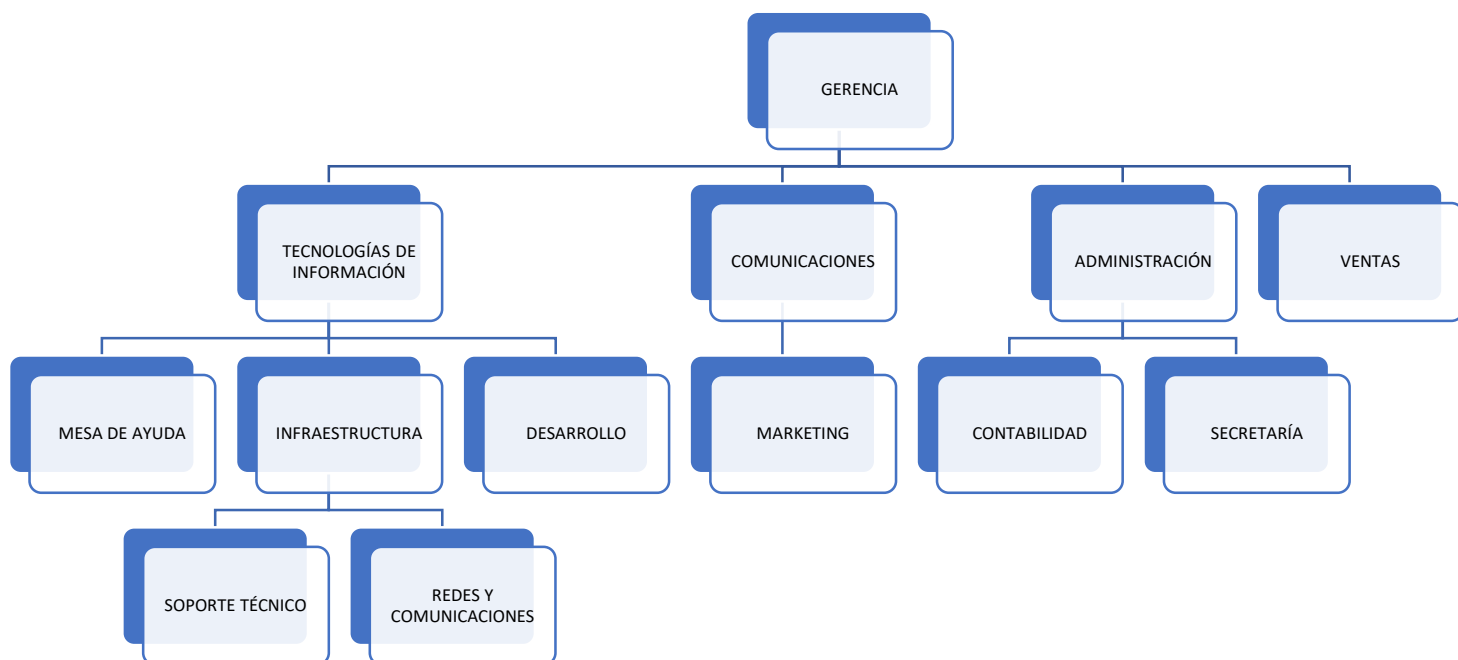 GERENCIA
TECNOLOGÍAS DE
INFORMACIÓN
COMUNICACIONES
ADMINISTRACIÓN
VENTAS
MESA DE AYUDA
INFRAESTRUCTURA
DESARROLLO
MARKETING
CONTABILIDAD
SECRETARÍA
SOPORTE TÉCNICO
REDES Y
COMUNICACIONES